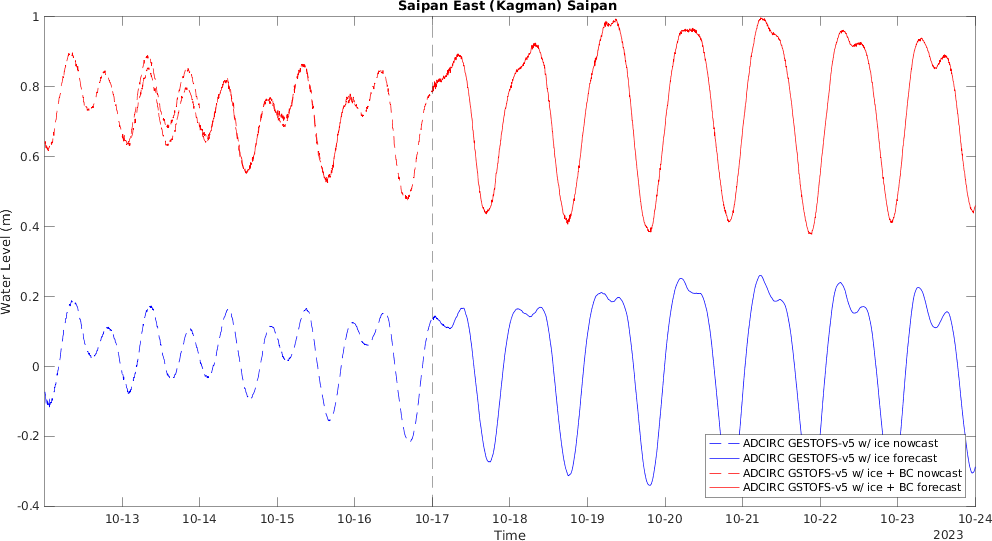 Saipan East (Kagman) Saipan
Water Level (m)
1
0.8
0.6
0.4
0.2
0
-0.2
-0.4
ADCIRC GESTOFS-v5 w/ ice nowcast
ADCIRC GESTOFS-v5 w/ ice forecast
ADCIRC GSTOFS-v5 w/ ice + BC nowcast
ADCIRC GSTOFS-v5 w/ ice + BC forecast
10-13 10-14 10-15 10-16 10-17 10-18 10-19 10-20 10-21 10-22 10-23 10-24
Time
2023